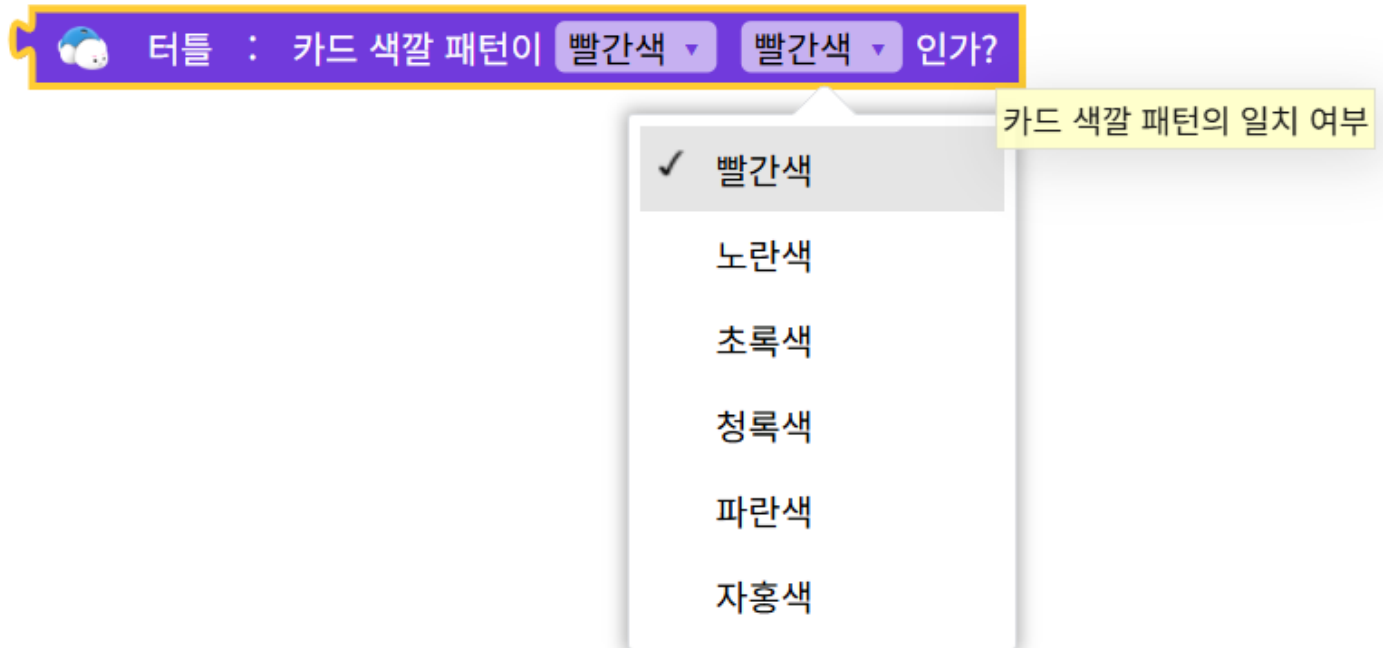 터틀 : 카드 색깔 패턴이 빨간색 빨간색 인가?
카드 색깔 패턴의 일치 여부
빨간색
노란색
초록색
청록색
파란색
자홍색